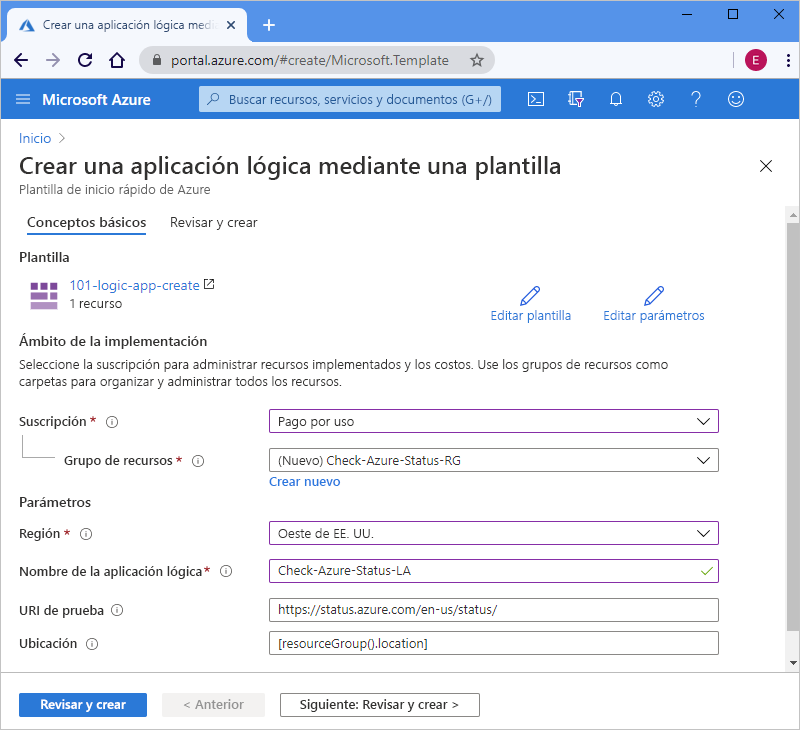 Crear una aplicación lógica media
portal.azure.com/#create/Microsoft.Template
E
Microsoft Azure
Buscar recursos, servicios y documentos (G+/)
Inicio >
Crear una aplicación lógica mediante una plantilla
Plantilla de inicio rápido de Azure
Conceptos básicos Revisar y crear
Plantilla
101-logic-app-create
1 recurso
Editar plantilla Editar parámetros
Ámbito de la implementación
Seleccione la suscripción para administrar recursos implementados y los costos. Use los grupos de recursos como
carpetas para organizar y administrar todos los recursos.
Suscripción * Pago por uso
Grupo de recursos * (Nuevo) Check-Azure-Status-RG
Crear nuevo
Parámetros
Región * Oeste de EE. UU.
Nombre de la aplicación lógica* Check-Azure-Status-LA
URI de prueba https://status.azure.com/en-us/status/
Ubicación [resourceGroup().location]
Revisar y crear < Anterior Siguiente: Revisar y crear >